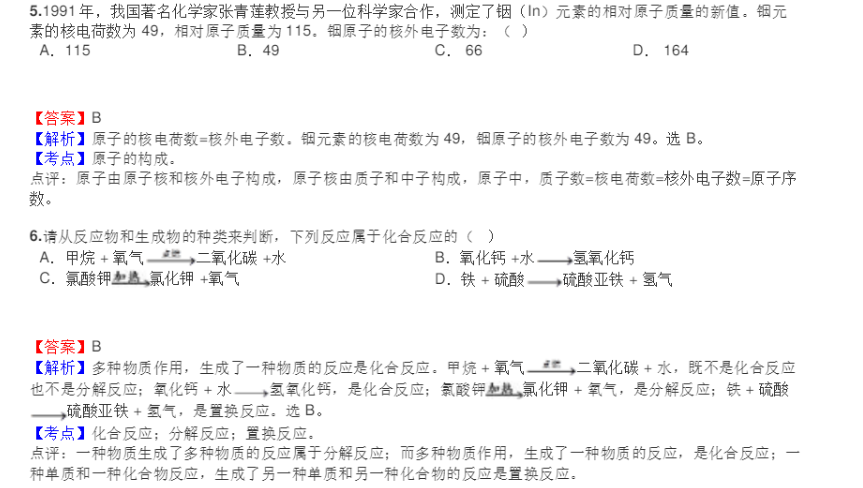 5.1991年，我国著名化学家张青莲教授与另一位科学家合作，测定了铟（In）元素的相对原子质量的新值。铟元
素的核电荷数为 49，相对原子质量为115。铟原子的核外电子数为：（ ）
A．115 B．49 C． 66 D． 164
【答案】B
【解析】原子的核电荷数=核外电子数。铟元素的核电荷数为 49，铟原子的核外电子数为 49。选 B。
【考点】原子的构成。
点评：原子由原子核和核外电子构成，原子核由质子和中子构成，原子中，质子数=核电荷数=核外电子数=原子序
数。
6.请从反应物和生成物的种类来判断，下列反应属于化合反应的（ ）
A．甲烷 + 氧气 点燃 二氧化碳 +水 B．氧化钙 +水 氢氧化钙
C．氯酸钾 加热 氯化钾 +氧气 D．铁 + 硫酸 硫酸亚铁 + 氢气
【答案】B
【解析】多种物质作用，生成了一种物质的反应是化合反应。甲烷 + 氧气 点燃 二氧化碳 + 水，既不是化合反应
也不是分解反应；氧化钙 + 水 氢氧化钙，是化合反应；氯酸钾 加热 氯化钾 + 氧气，是分解反应；铁 + 硫酸
硫酸亚铁 + 氢气，是置换反应。选 B。
【考点】化合反应；分解反应；置换反应。
点评：一种物质生成了多种物质的反应属于分解反应；而多种物质作用，生成了一种物质的反应，是化合反应；一
种单质和一种化合物反应，生成了另一种单质和另一种化合物的反应是置换反应。